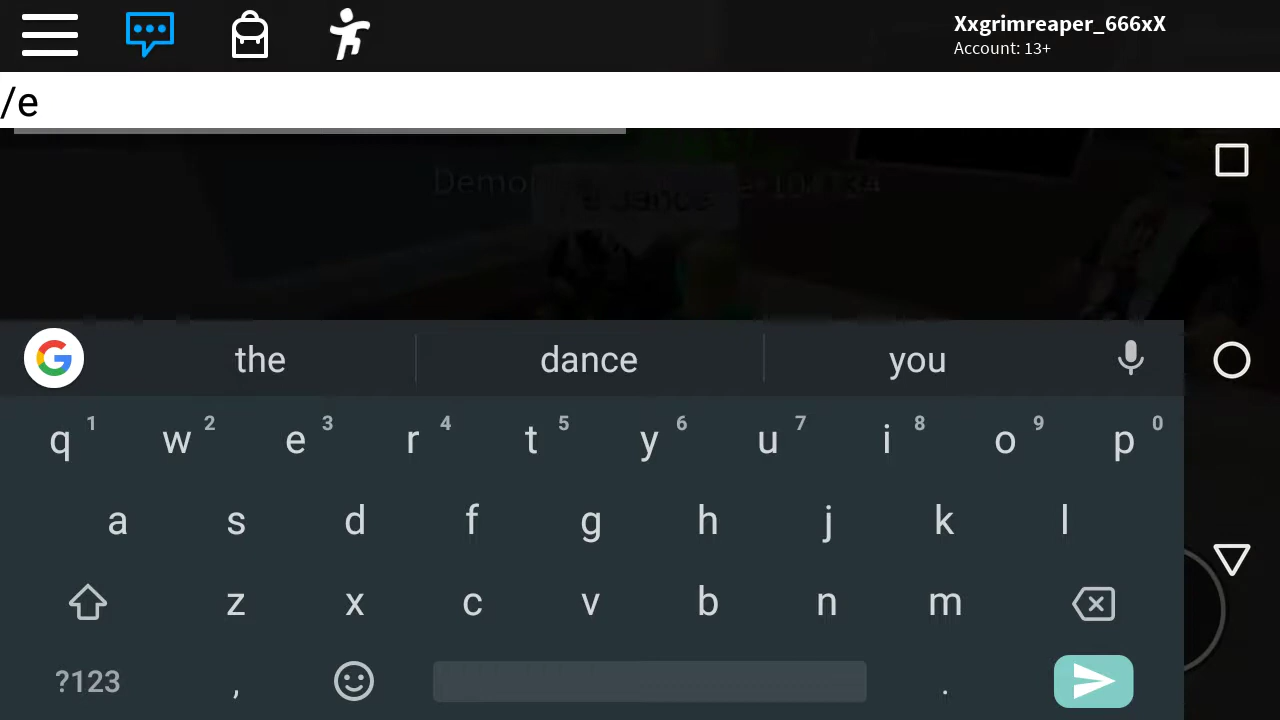 Xxgrimreaper_666xX
Account: 13+
/e
the dance you
q 1 w 2 e 3 r 4 t 5 y 6 u 7 i 8 o 9 p 0
a s d f g h j k l
z x c v b n m
?123 , .